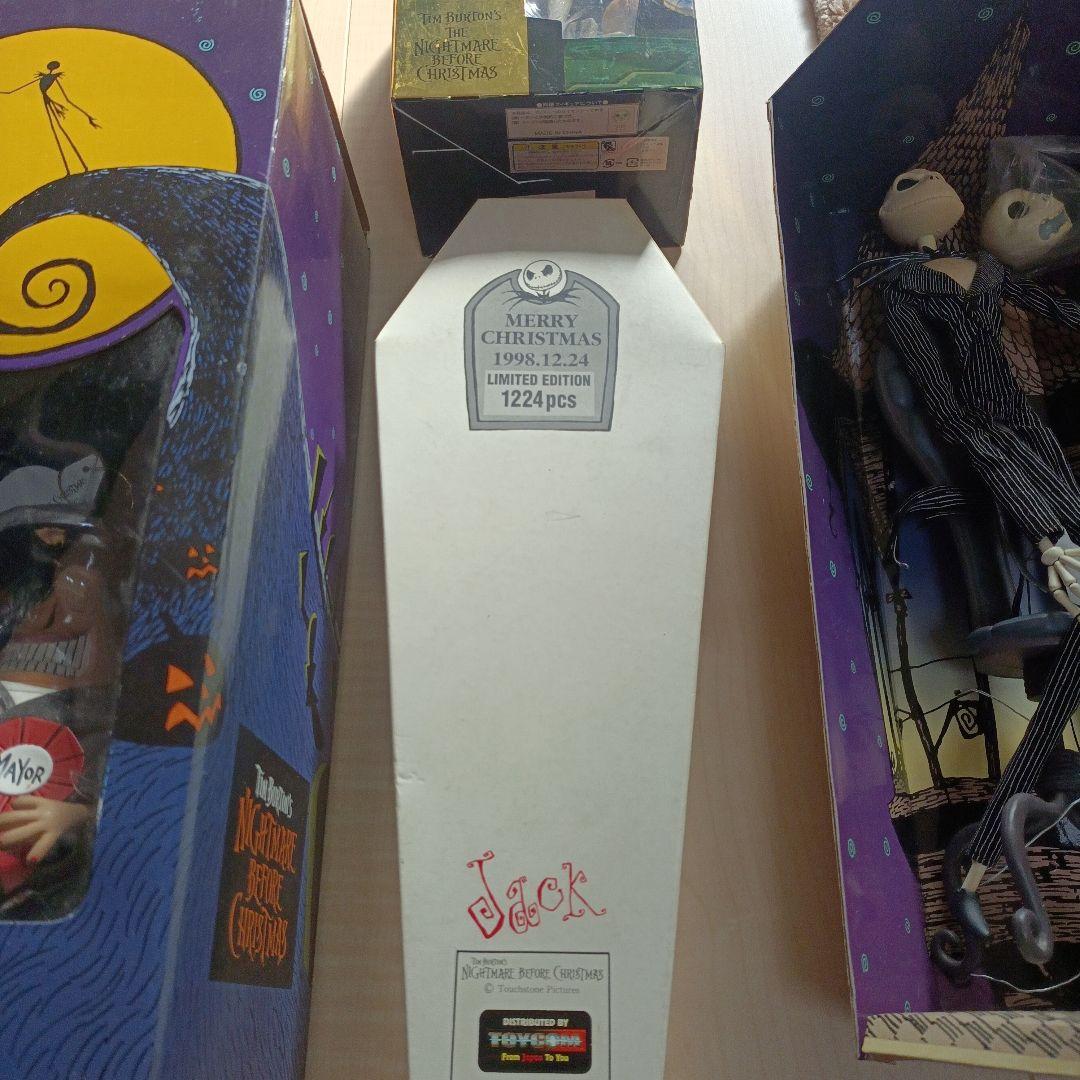 TIM BURTON'S
THE
NIGHTMARE
BEFORE
CHRISTMAS
MADE IN CHINA
MERRY
CHRISTMAS
1998.12.24
LIMITED EDITION
1224pcs
MAYOR
TIM BURTON'S
NIGHTMARE
BEFORE
CHRISTMAS
Jack
TIM BURTON'S
NIGHTMARE BEFORE CHRISTMAS
© Touchstone Pictures
DISTRIBUTED BY
TOYCOM
From Japan To You